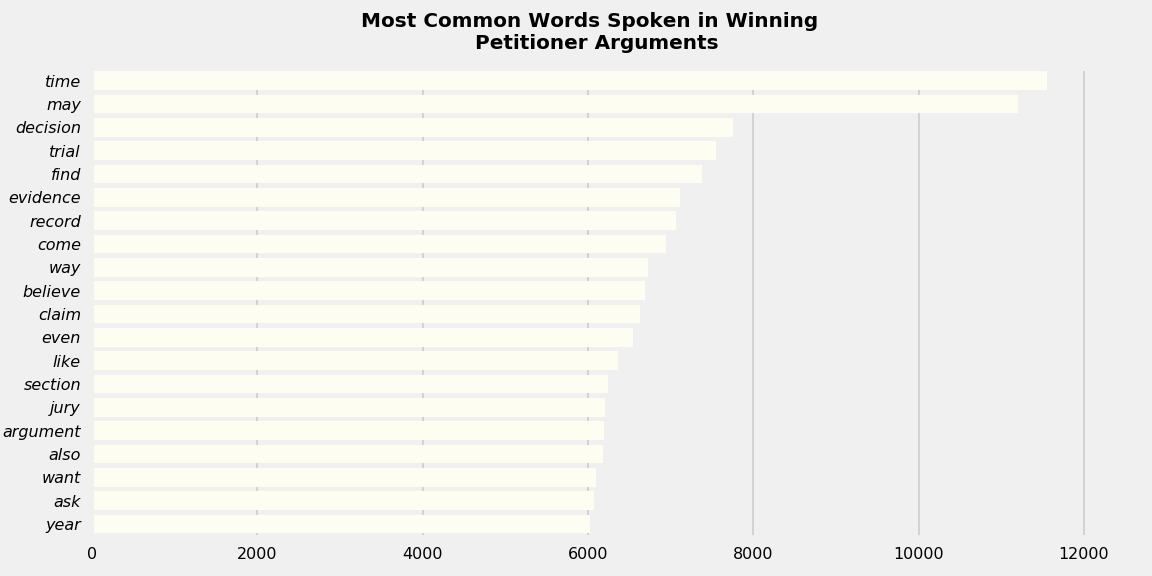 Most Common Words Spoken in Winning
Petitioner Arguments
time
may
decision
trial
find
evidence
record
come
way
believe
claim
even
like
section
jury
argument
also
want
ask
year
0 2000 4000 6000 8000 10000 12000